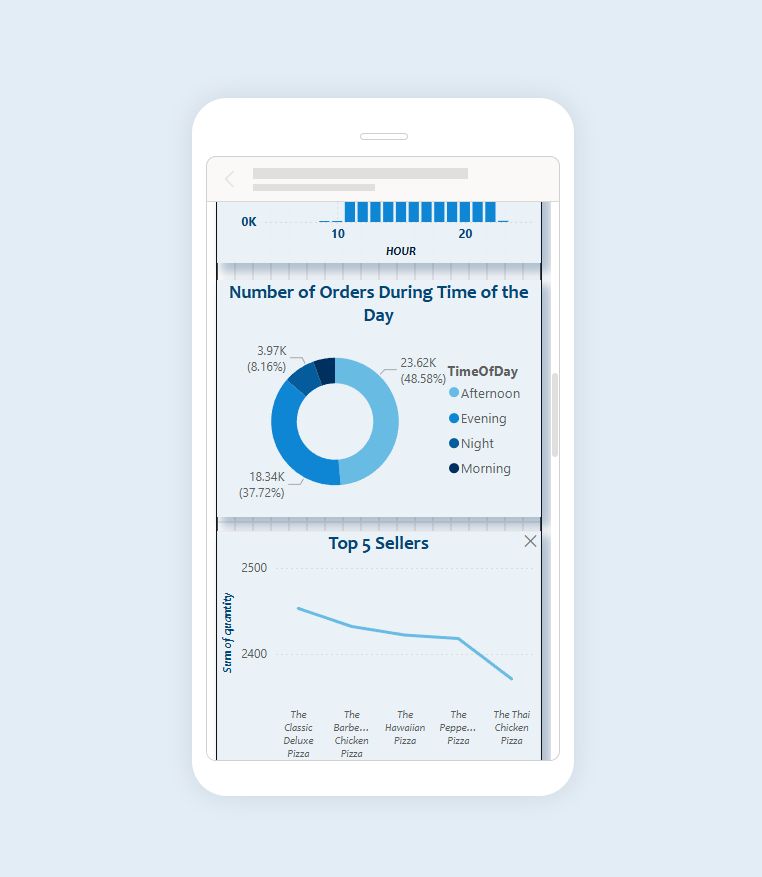 0K
10
20
HOUR
Number of Orders During Time of the
Day
3.97K
(8.16%)
23.62K
(48.58%)
18.34K
(37.72%)
TimeOfDay
Afternoon
Evening
Night
Morning
Top 5 Sellers
Sum of quantity
2500
2400
The
Classic
Deluxe
Pizza
The
Barbe...
Chicken
Pizza
The
Hawaiian
Pizza
The
Peppe...
Pizza
The Thai
Chicken
Pizza